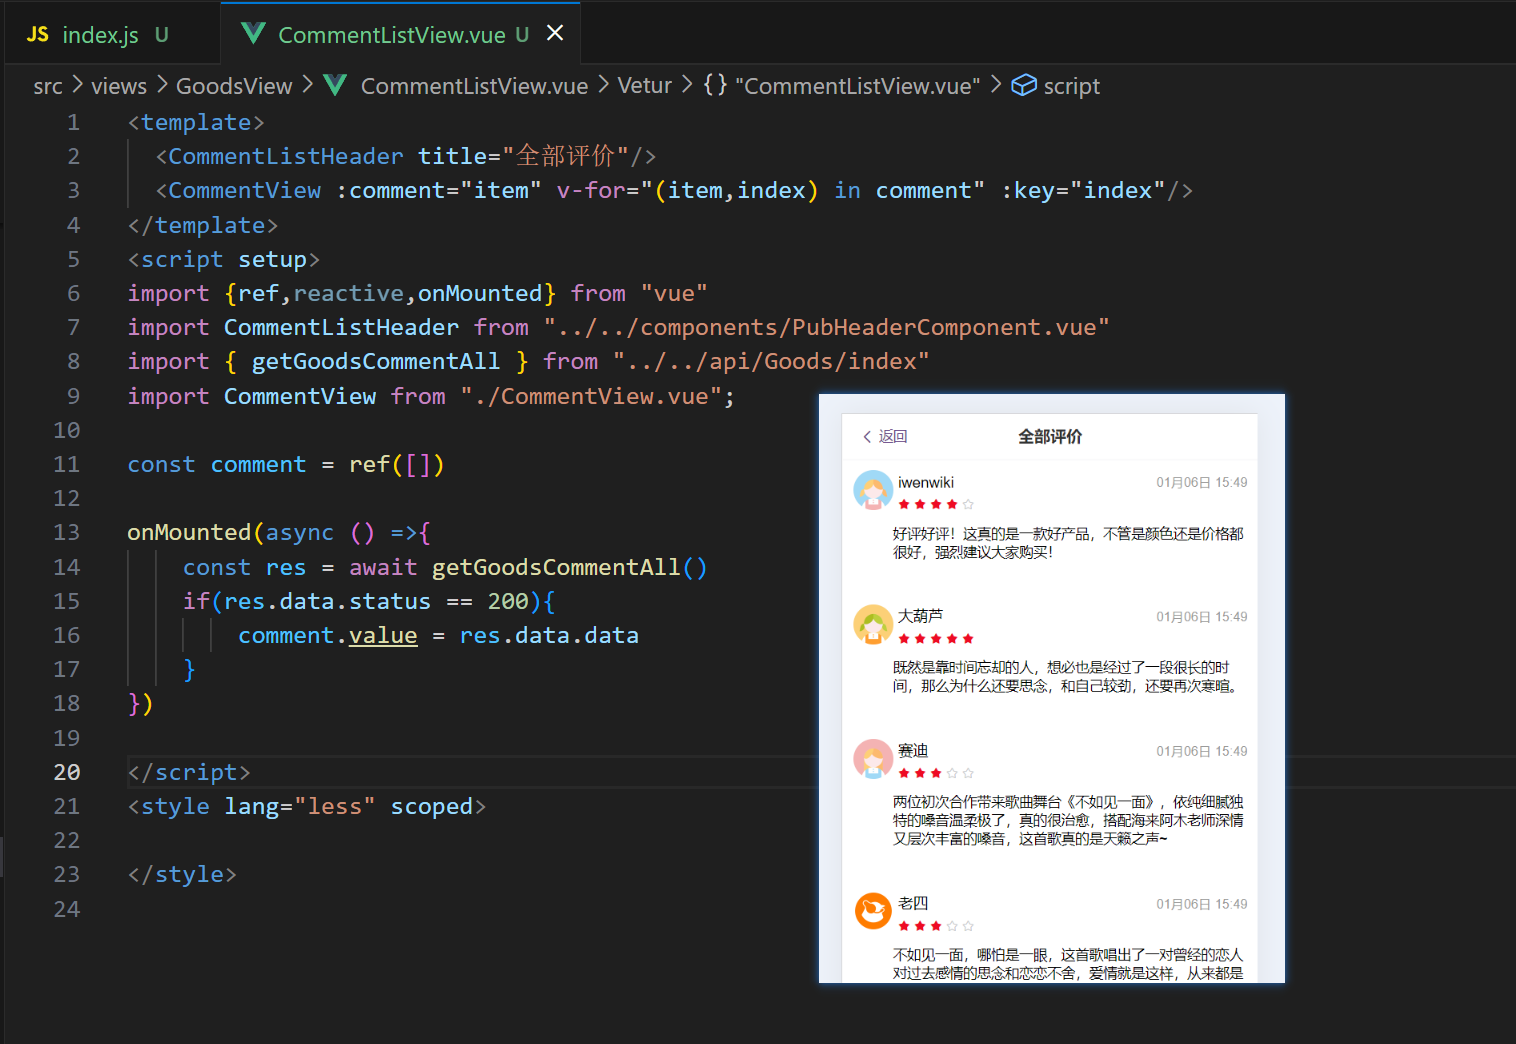 JS index.js U
CommentListView.vue U
src > views > GoodsView > CommentListView.vue > Vetur > {} "CommentListView.vue" > script
1 <template>
2 <CommentListHeader title="全部评价"/>
3 <CommentView :comment="item" v-for="(item,index) in comment" :key="index"/>
4 </template>
5 <script setup>
6 import {ref,reactive,onMounted} from "vue"
7 import CommentListHeader from "../../components/PubHeaderComponent.vue"
8 import { getGoodsCommentAll } from "../../api/Goods/index"
9 import CommentView from "./CommentView.vue";
10
11 const comment = ref([])
12
13 onMounted(async () =>{
14 const res = await getGoodsCommentAll()
15 if(res.data.status == 200){
16 comment.value = res.data.data
17 }
18 })
19
20 </script>
21 <style lang="less" scoped>
22
23 </style>
24
返回
全部评价
iwenwiki
01月06日 15:49
好评好评！这真的是一款好产品，不管是颜色还是价格都
很好，强烈建议大家购买！
大葫芦
01月06日 15:49
既然是靠时间忘却的人，想必也是经过了一段很长的时
间，那么为什么还要思念，和自己较劲，还要再次寒暄。
赛迪
01月06日 15:49
两位初次合作带来歌曲舞台《不如见一面》，依纯细腻独
特的嗓音温柔极了，真的很治愈，搭配海来阿木老师深情
又层次丰富的嗓音，这首歌真的是天籁之声~
老四
01月06日 15:49
不如见一面，哪怕是一眼，这首歌唱出了一对曾经的恋人
对过去感情的思念和恋恋不舍，爱情就是这样，从来都是